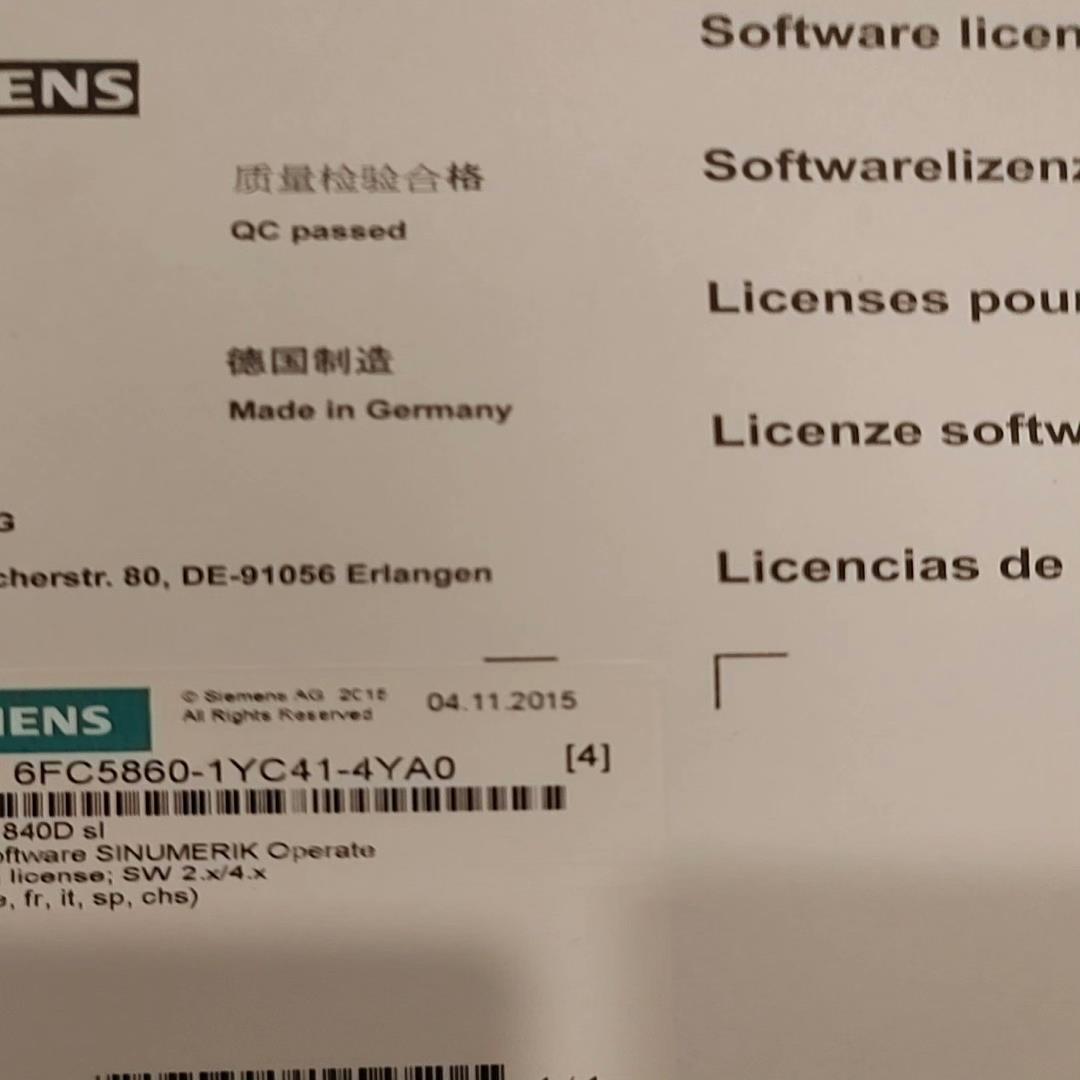 ENS
质量检验合格
QC passed
德国制造
Made in Germany
G
cherstr. 80, DE-91056 Erlangen
Software licen
Softwarelizenz
Licenses pour
Licenze softw
Licencias de
IENS
© Siemens AG 2015
All Rights Reserved
04.11.2015
6FC5860-1YC41-4YA0
[4]
840D sl
oftware SINUMERIK Operate
license; SW 2.x/4.x
e, fr, it, sp, chs)